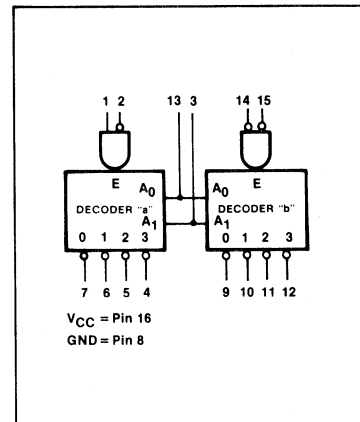 1 2 13 3 14 15
E E
A0 A0
DECODER "a" DECODER "b"
A1 A1
0 1 2 3 0 1 2 3
7 6 5 4 9 10 11 12
VCC = Pin 16
GND = Pin 8